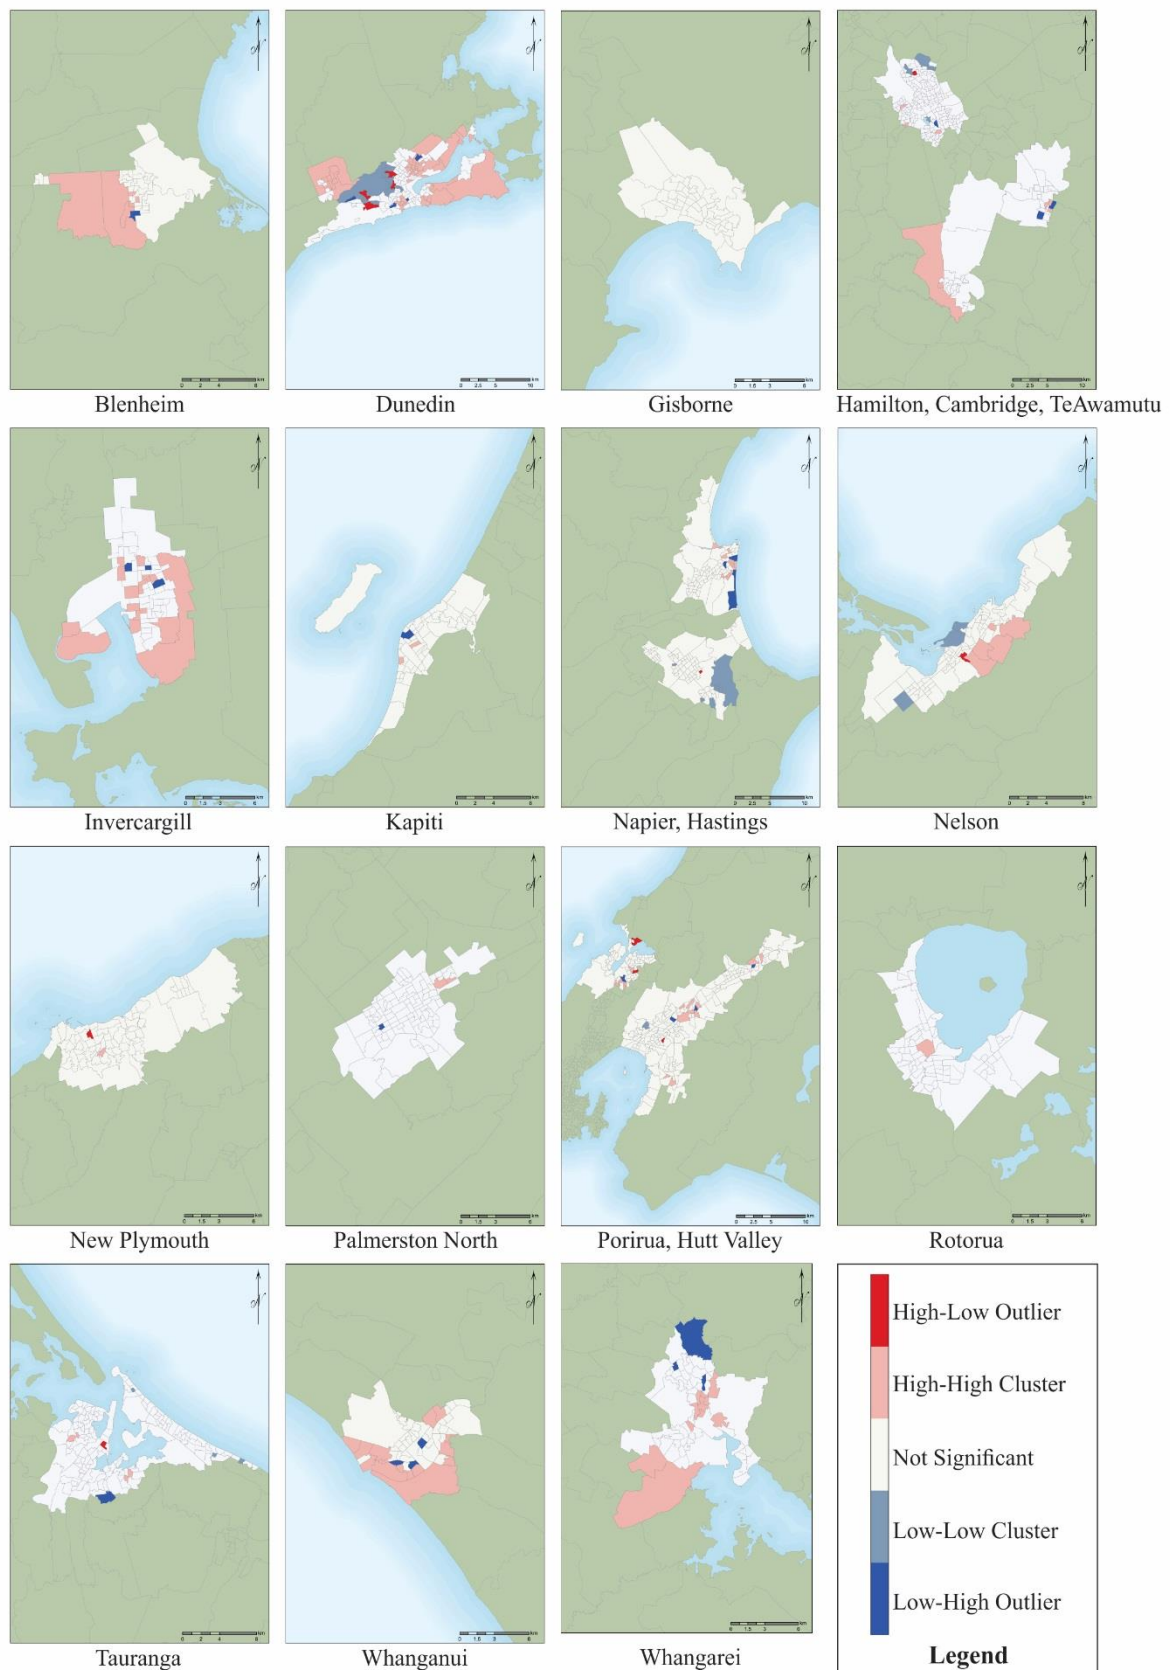 Blenheim
Dunedin
Gisborne
Hamilton, Cambridge, TeAwamutu
Invercargill
Kapiti
Napier, Hastings
Nelson
New Plymouth
Palmerston North
Porirua, Hutt Valley
Rotorua
Tauranga
Whanganui
Whangarei
High-Low Outlier
High-High Cluster
Not Significant
Low-Low Cluster
Low-High Outlier
Legend